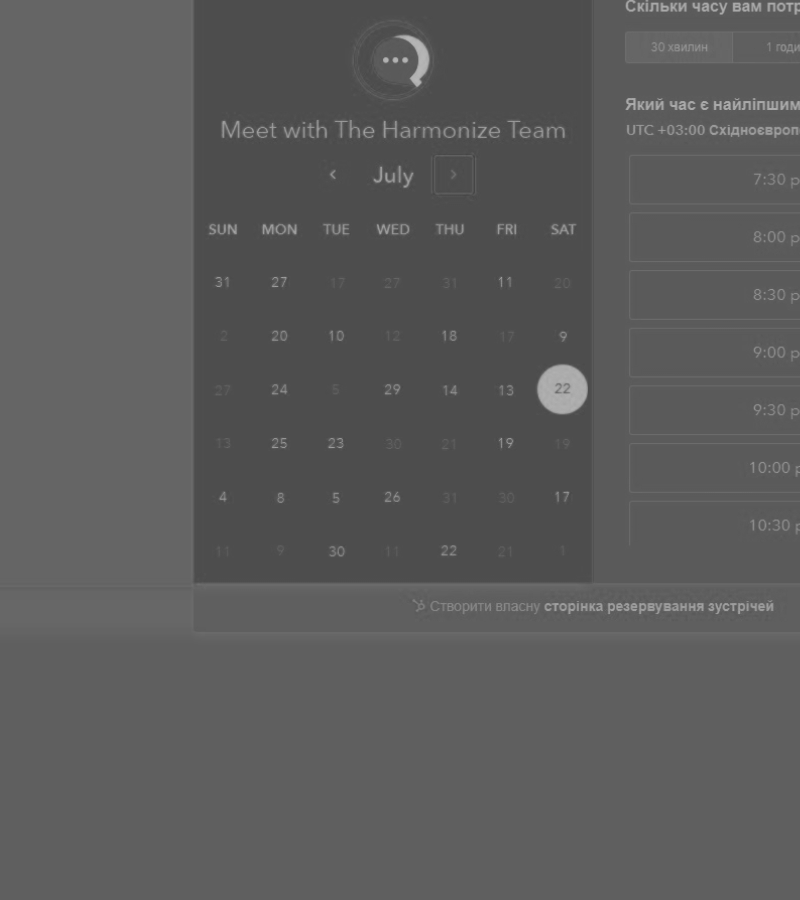 Meet with The Harmonize Team
July
SUN MON TUE WED THU FRI SAT
31 27 17 27 31 11 20
2 20 10 12 18 17 9
27 24 5 29 14 13 22
13 25 23 30 21 19 19
4 8 5 26 31 30 17
11 9 30 11 22 21 1
Скільки часу вам
30 хвилин
1
Який час є найліпшим
UTC +03:00
7:30
8:00
8:30
9:00
9:30
10:00
10:30
Створити власну сторінка резервування зустрічей